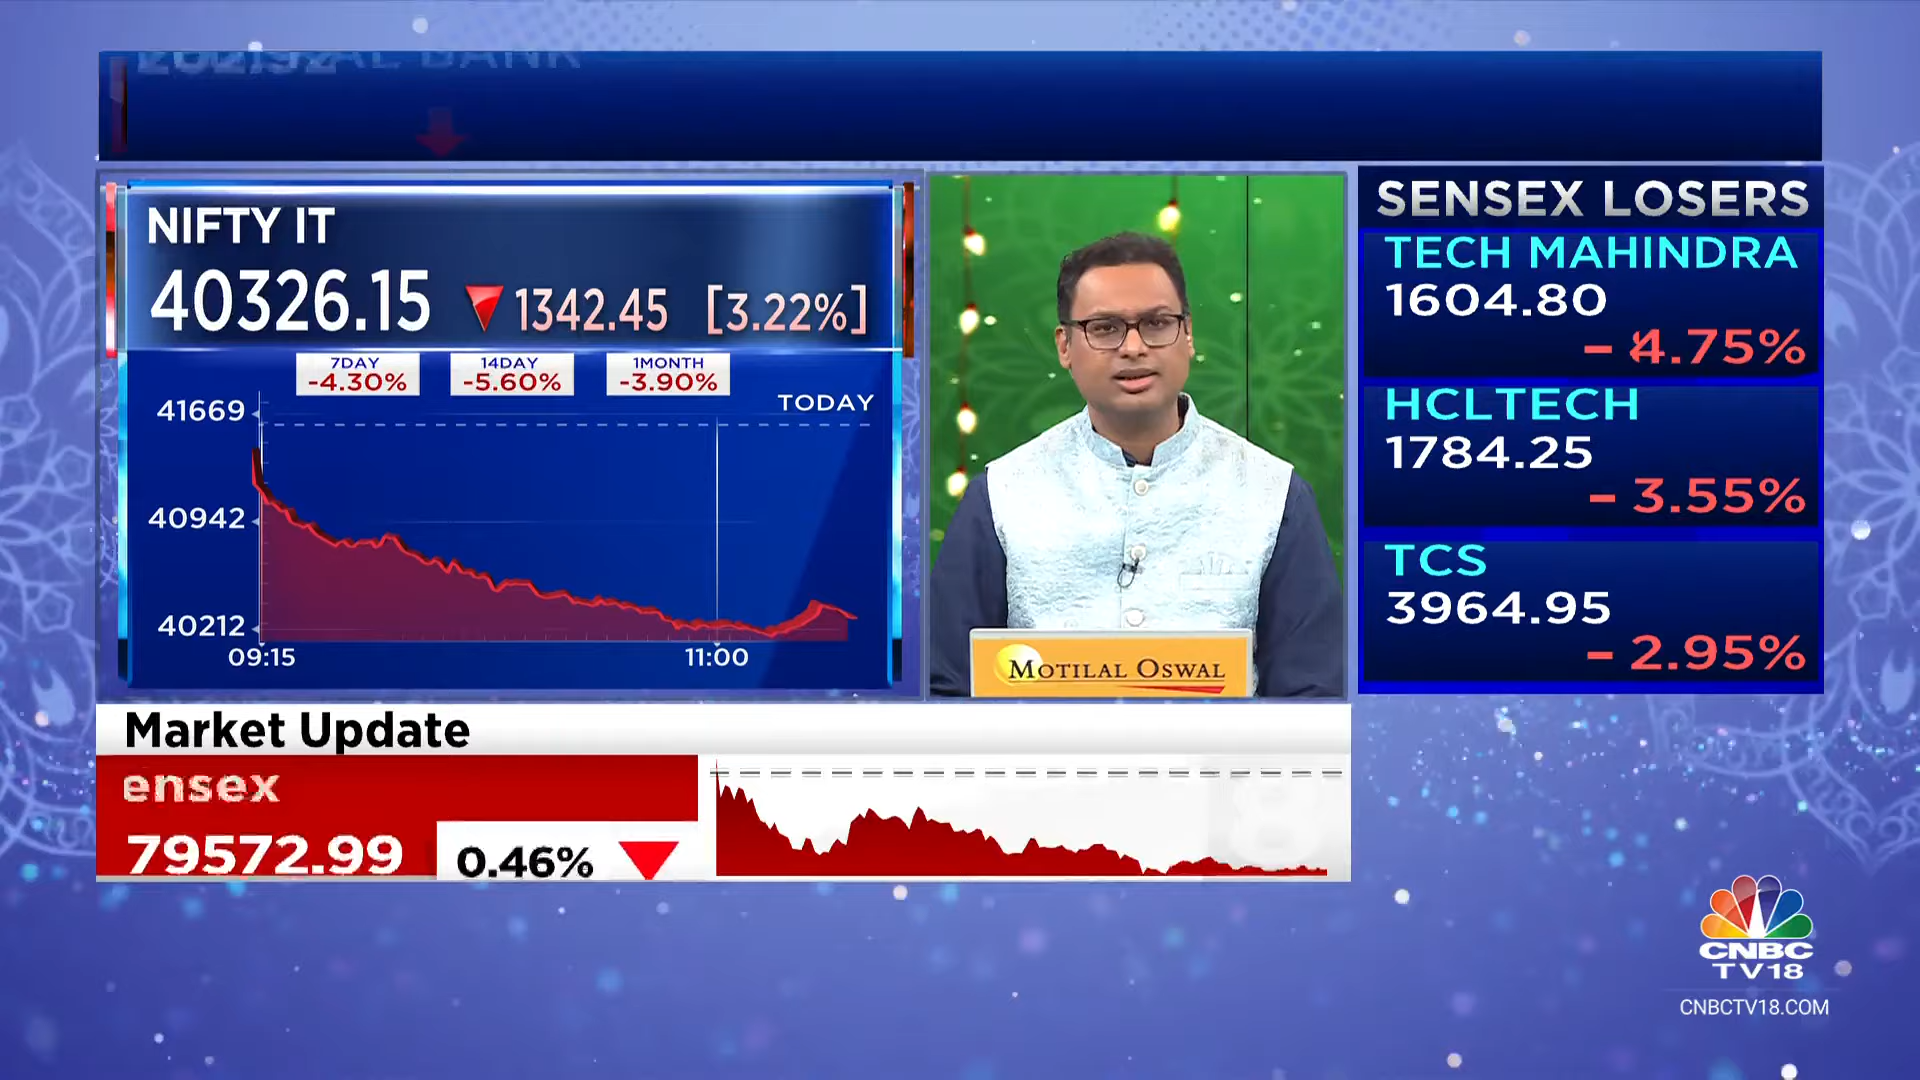 BANK
NIFTY IT
40326.15 1342.45 [3.22%]
7DAY
-4.30%
14DAY
-5.60%
1MONTH
-3.90%
TODAY
41669
40942
40212
09:15 11:00
MOTILAL OSWAL
SENSEX LOSERS
TECH MAHINDRA
1604.80
- 4.75%
HCLTECH
1784.25
- 3.55%
TCS
3964.95
- 2.95%
Market Update
ensex
79572.99 0.46%
CNBC
TV18
CNBCTV18.COM